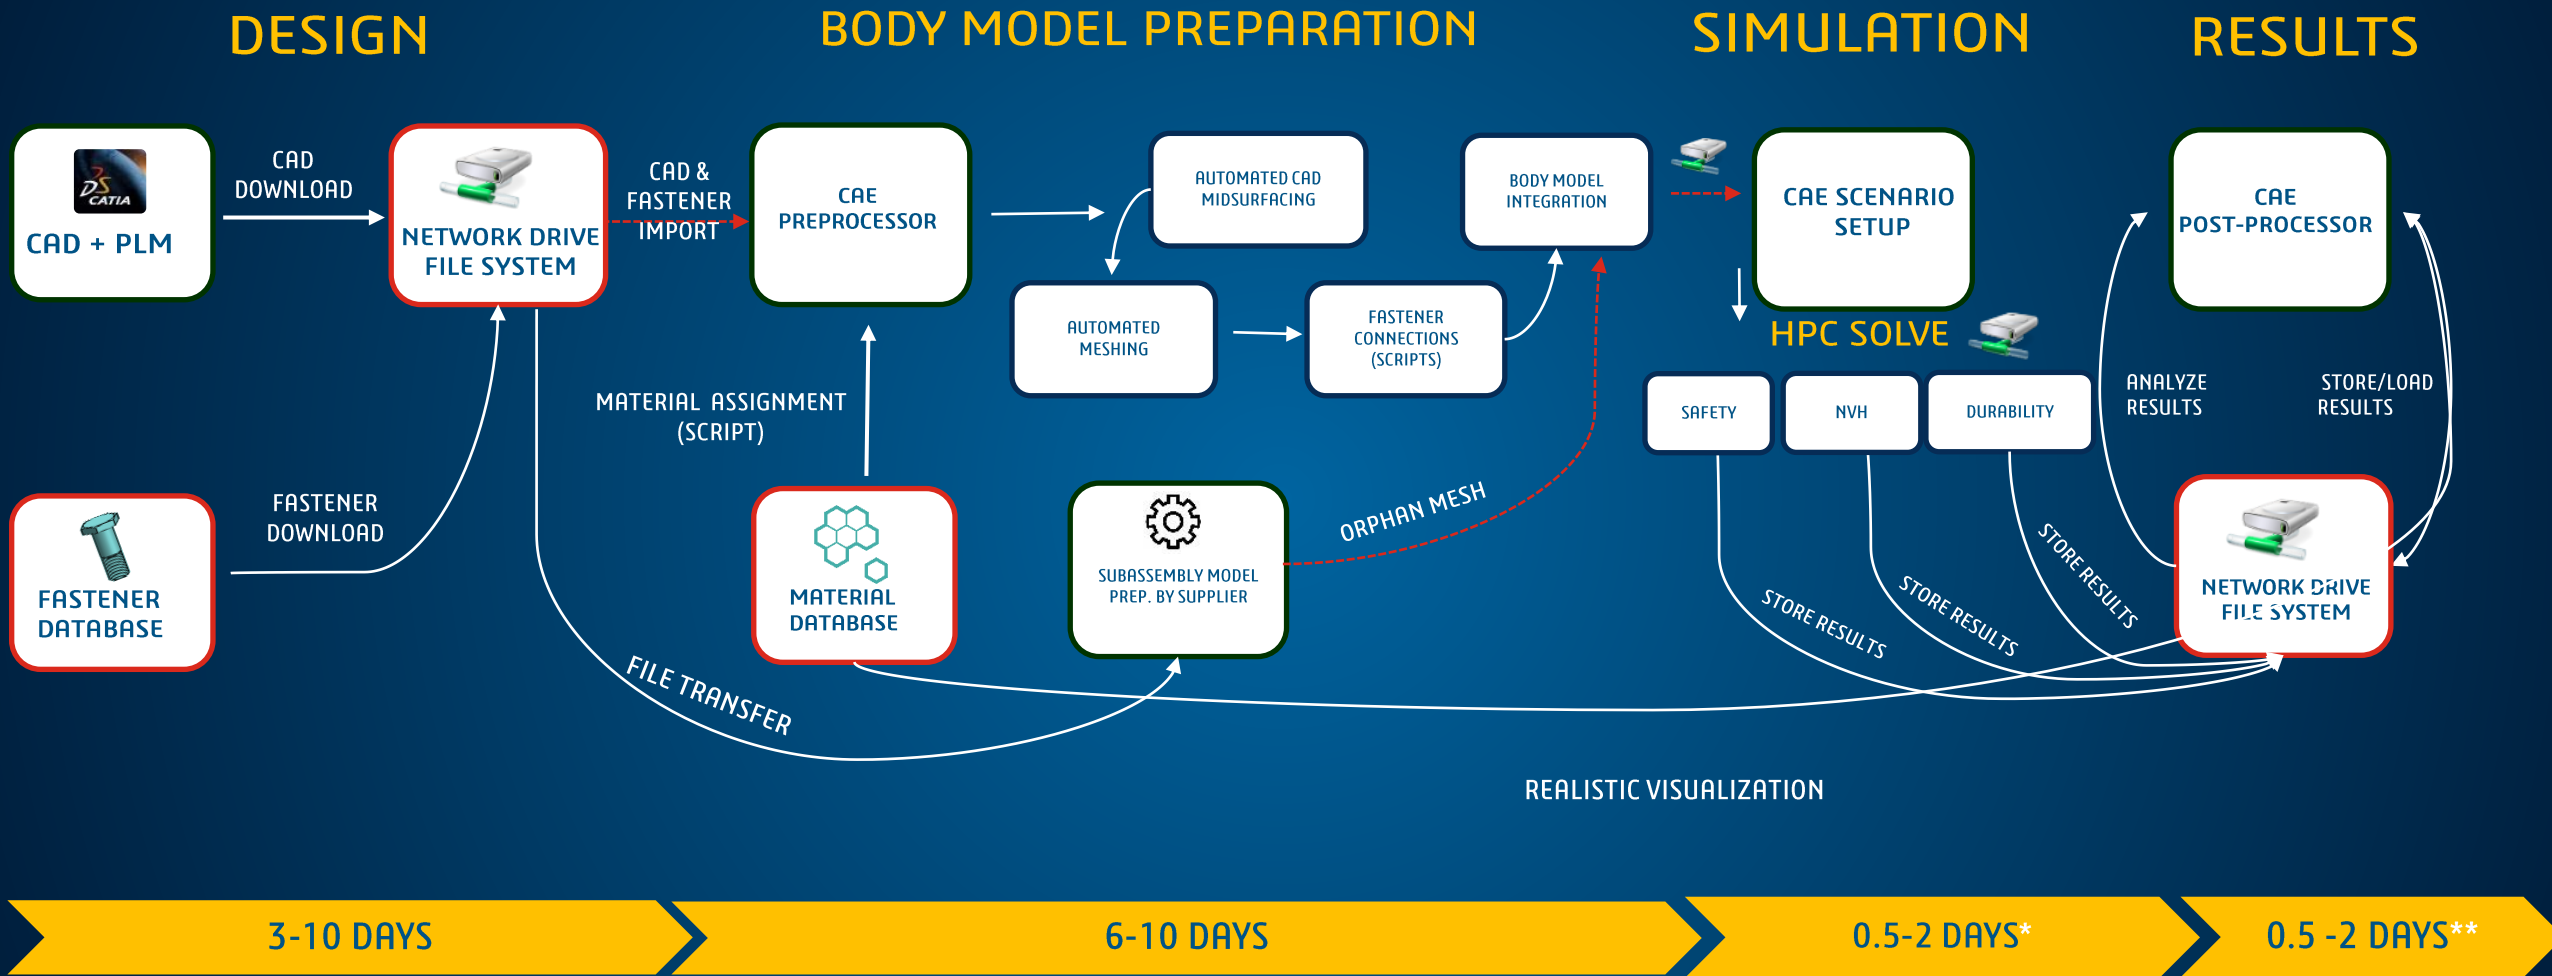 DESIGN
BODY MODEL PREPARATION
SIMULATION
RESULTS
DS
CATIA
CAD + PLM
CAD
DOWNLOAD
NETWORK DRIVE
FILE SYSTEM
CAD &
FASTENER
IMPORT
CAE
PREPROCESSOR
AUTOMATED CAD
MIDSURFACING
AUTOMATED
MESHING
FASTENER
CONNECTIONS
(SCRIPTS)
BODY MODEL
INTEGRATION
CAE SCENARIO
SETUP
HPC SOLVE
SAFETY
NVH
DURABILITY
CAE
POST-PROCESSOR
ANALYZE
RESULTS
STORE/LOAD
RESULTS
MATERIAL ASSIGNMENT
(SCRIPT)
FASTENER
DOWNLOAD
FASTENER
DATABASE
MATERIAL
DATABASE
SUBASSEMBLY MODEL
PREP. BY SUPPLIER
ORPHAN MESH
STORE RESULTS
STORE RESULTS
STORE RESULTS
NETWORK DRIVE
FILE SYSTEM
FILE TRANSFER
REALISTIC VISUALIZATION
3-10 DAYS
6-10 DAYS
0.5-2 DAYS*
0.5 -2 DAYS**